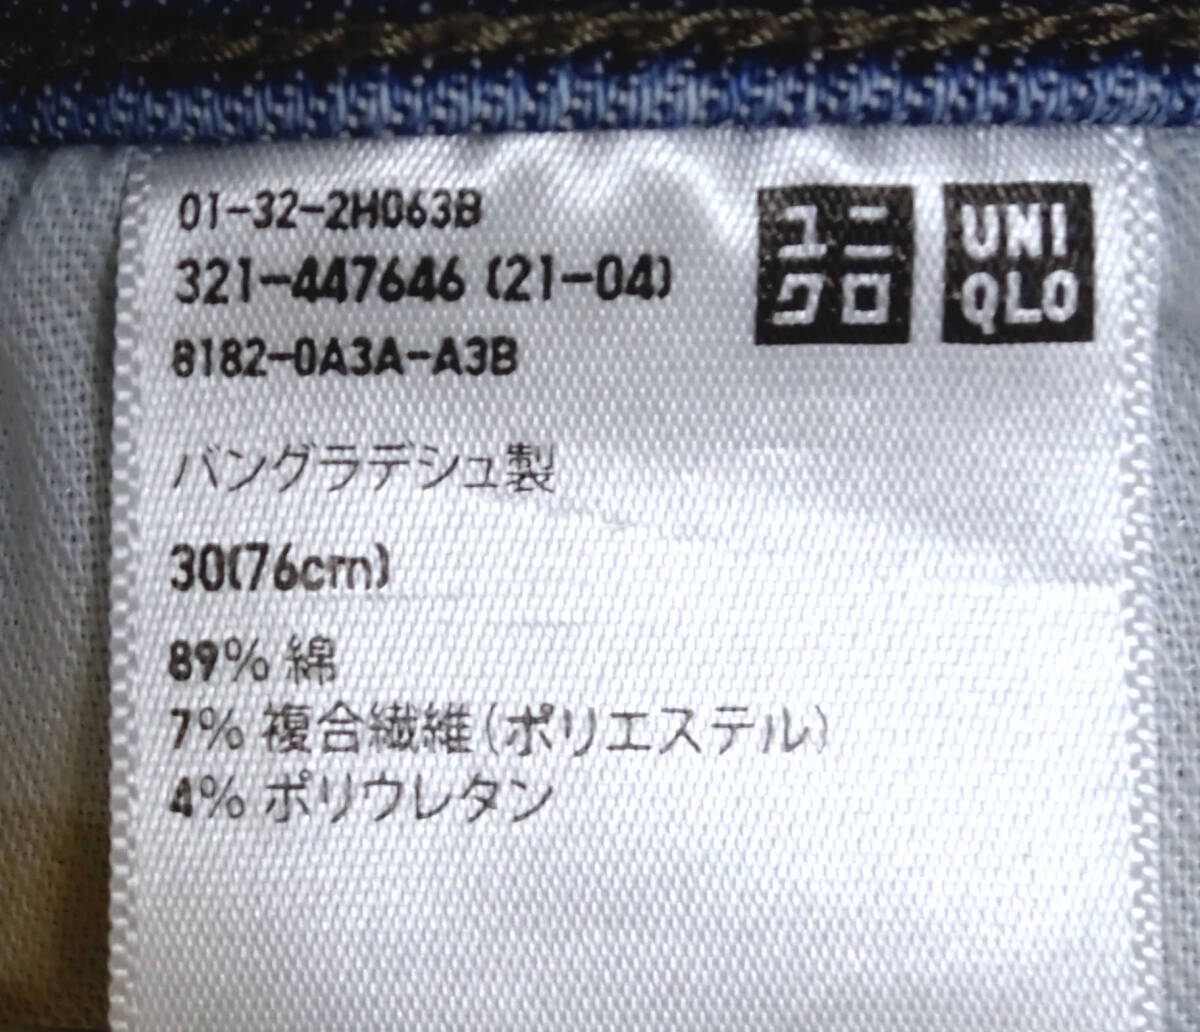 01-32-2H063B
321-447646 (21-04)
8182-0A3A-A3B
ユニ
クロ
UNI
QLO
バングラデシュ製
30(76cm)
89% 綿
7% 複合繊維(ポリエステル)
4% ポリウレタン